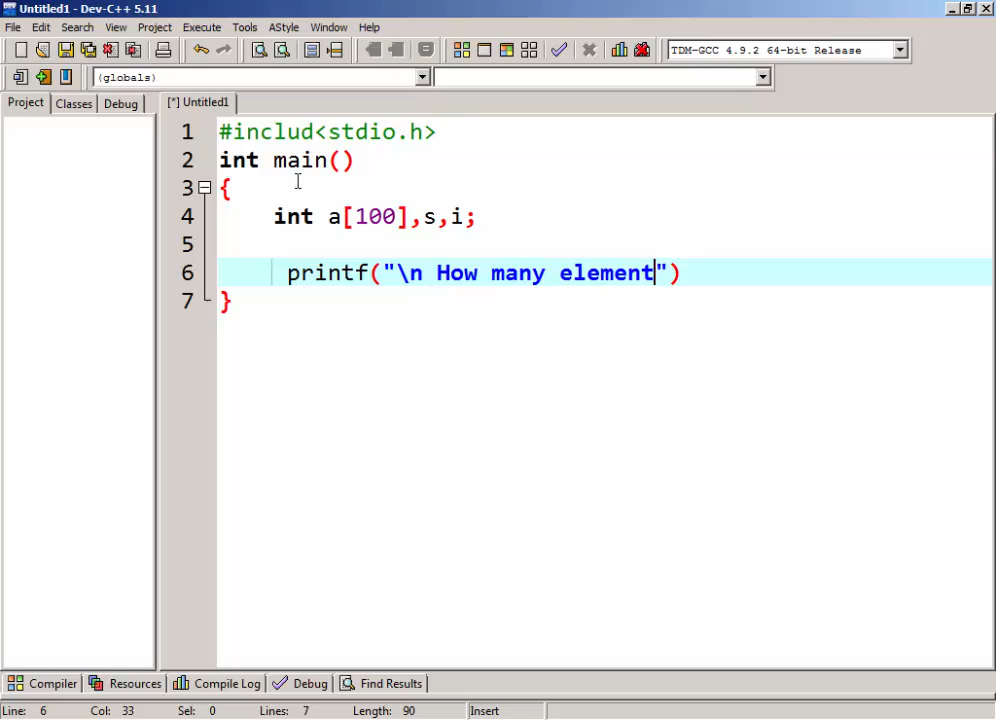 Untitled1 - Dev-C++ 5.11
File Edit Search View Project Execute Tools AStyle Window Help
TDM-GCC 4.9.2 64-bit Release
(globals)
Project Classes Debug [*] Untitled1
1 #includ<stdio.h>
2 int main()
3 {
4 int a[100],s,i;
5
6 printf("\n How many element")
7 }
Compiler Resources Compile Log Debug Find Results
Line: 6 Col: 33 Sel: 0 Lines: 7 Length: 90 Insert